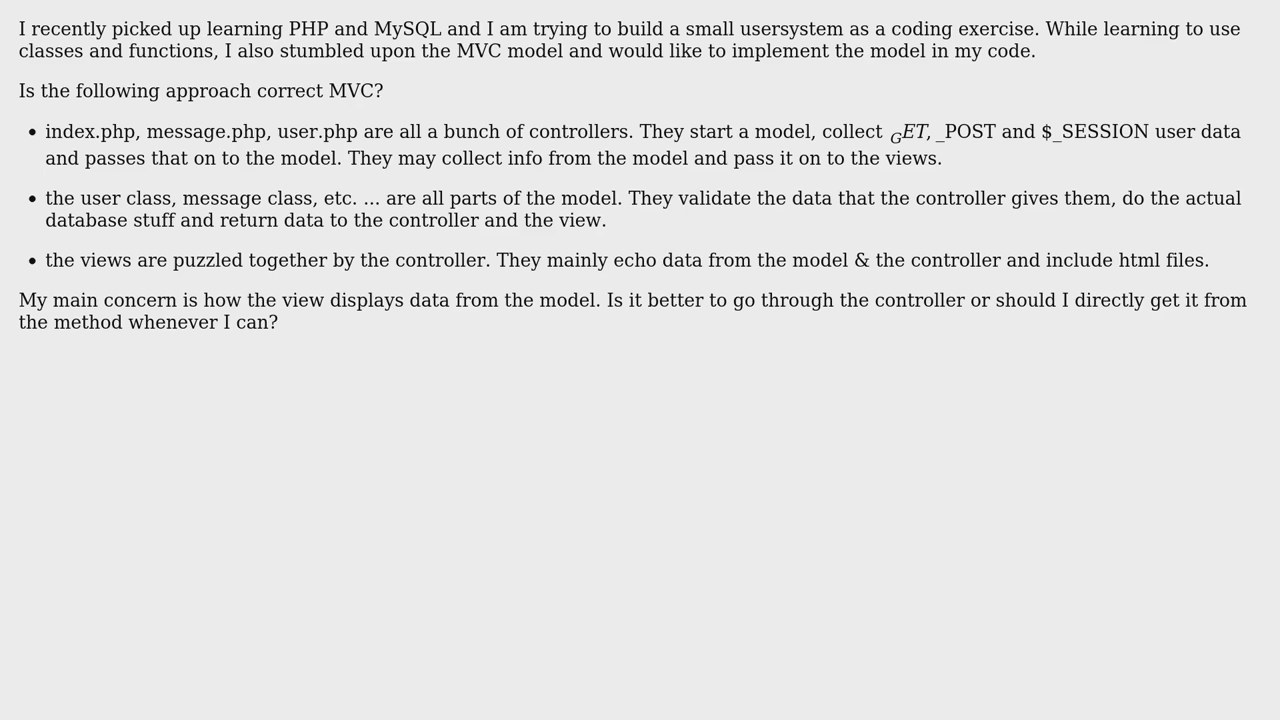 I recently picked up learning PHP and MySQL and I am trying to build a small usersystem as a coding exercise. While learning to use
classes and functions, I also stumbled upon the MVC model and would like to implement the model in my code.
Is the following approach correct MVC?
• index.php, message.php, user.php are all a bunch of controllers. They start a model, collect GET, _POST and $_SESSION user data
and passes that on to the model. They may collect info from the model and pass it on to the views.
• the user class, message class, etc. ... are all parts of the model. They validate the data that the controller gives them, do the actual
database stuff and return data to the controller and the view.
• the views are puzzled together by the controller. They mainly echo data from the model & the controller and include html files.
My main concern is how the view displays data from the model. Is it better to go through the controller or should I directly get it from
the method whenever I can?